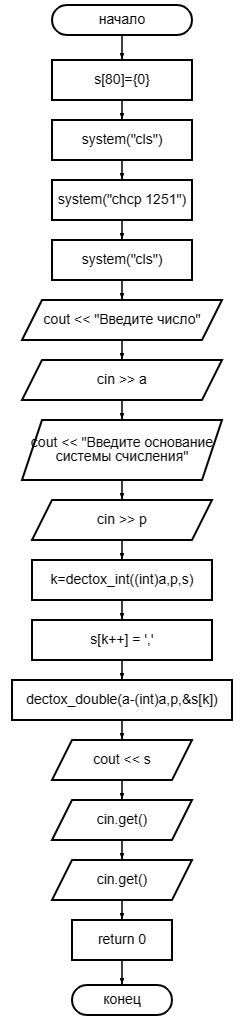 начало
s[80]={0}
system("cls")
system("chcp 1251")
system("cls")
cout << "Введите число"
cin >> a
cout << "Введите основание
системы счисления"
cin >> p
k=dectox_int((int)a,p,s)
s[k++] = ','
dectox_double(a-(int)a,p,&s[k])
cout << s
cin.get()
cin.get()
return 0
конец